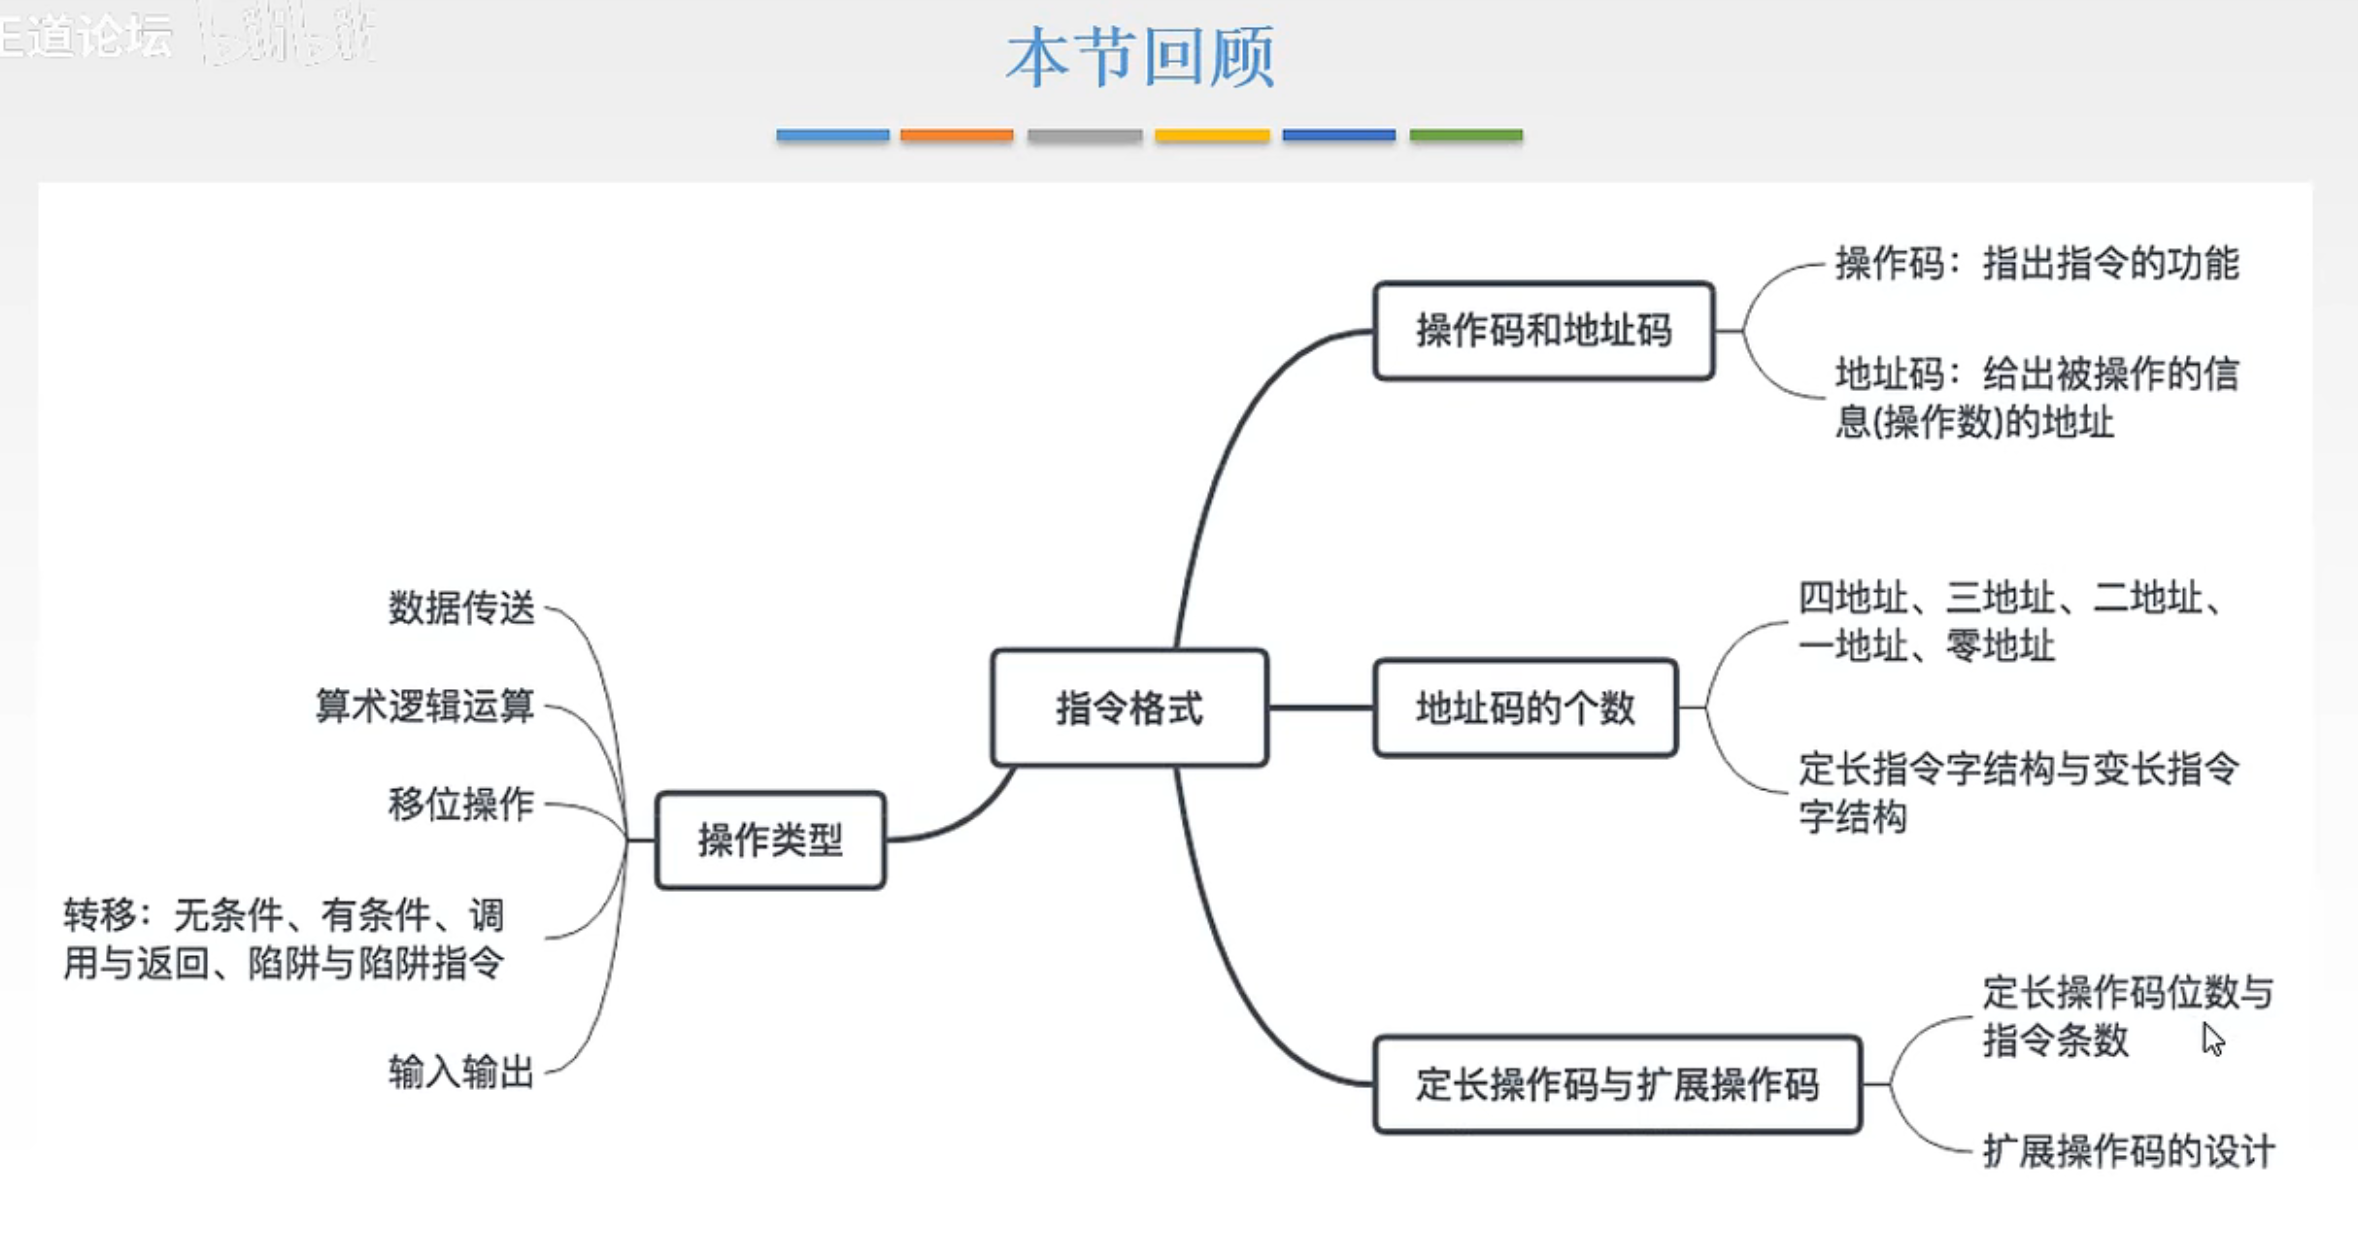 王道论坛 bilibili
本节回顾
操作码和地址码
操作码：指出指令的功能
地址码：给出被操作的信
息(操作数)的地址
指令格式
地址码的个数
四地址、三地址、二地址、
一地址、零地址
定长指令字结构与变长指令
字结构
定长操作码与扩展操作码
定长操作码位数与
指令条数
扩展操作码的设计
操作类型
数据传送
算术逻辑运算
移位操作
转移：无条件、有条件、调
用与返回、陷阱与陷阱指令
输入输出